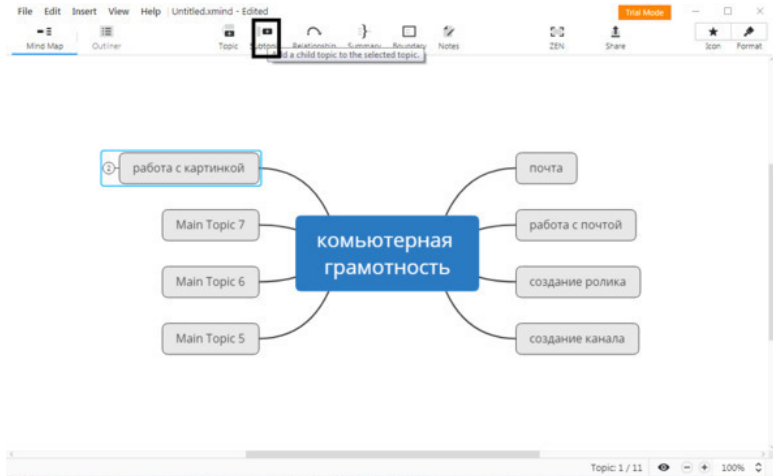 File Edit Insert View Help Untitled.xmind - Edited Trial Mode
Mind Map Outliner Topic Subtopic Relationship Summary Boundary Notes ZEN Share Icon Format
Add a child topic to the selected topic.
2 работа с картинкой почта
Main Topic 7 работа с почтой
комьютерная
грамотность
Main Topic 6 создание ролика
Main Topic 5 создание канала
Topic: 1 / 11 100%